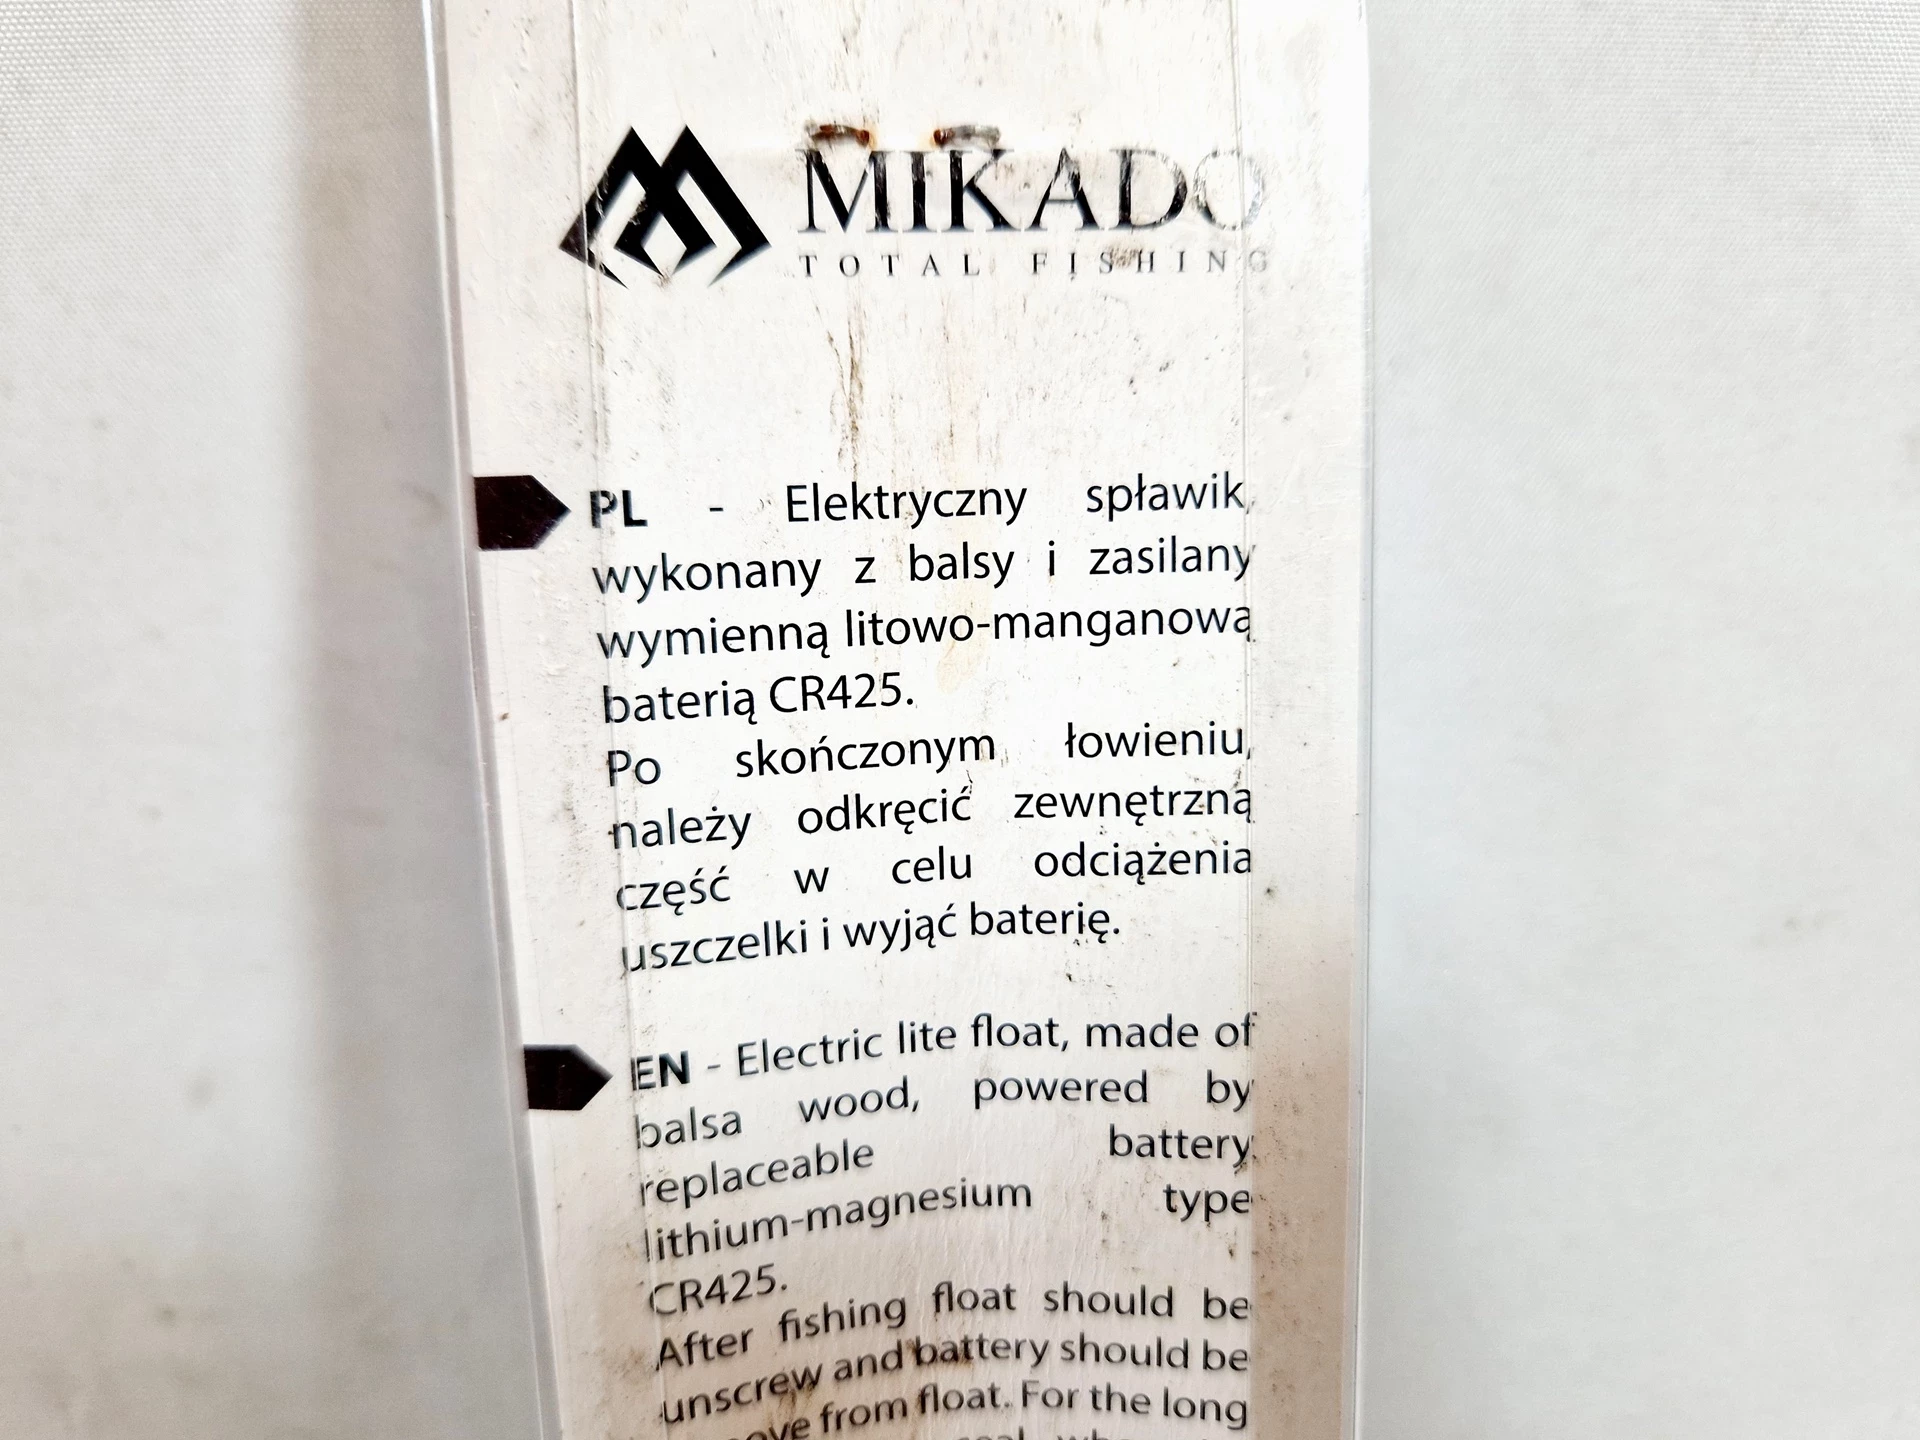 MIKADO
TOTAL FISHING
PL - Elektryczny spławik,
wykonany z balsy i zasilany
wymienną litowo-manganową
baterią CR425.
Po skończonym łowieniu,
należy odkręcić zewnętrzną
część w celu odciążenia
uszczelki i wyjąć baterię.
EN - Electric lite float, made of
balsa wood, powered by
replaceable battery
lithium-magnesium type
CR425.
After fishing float should be
unscrew and battery should be
from float. For the long